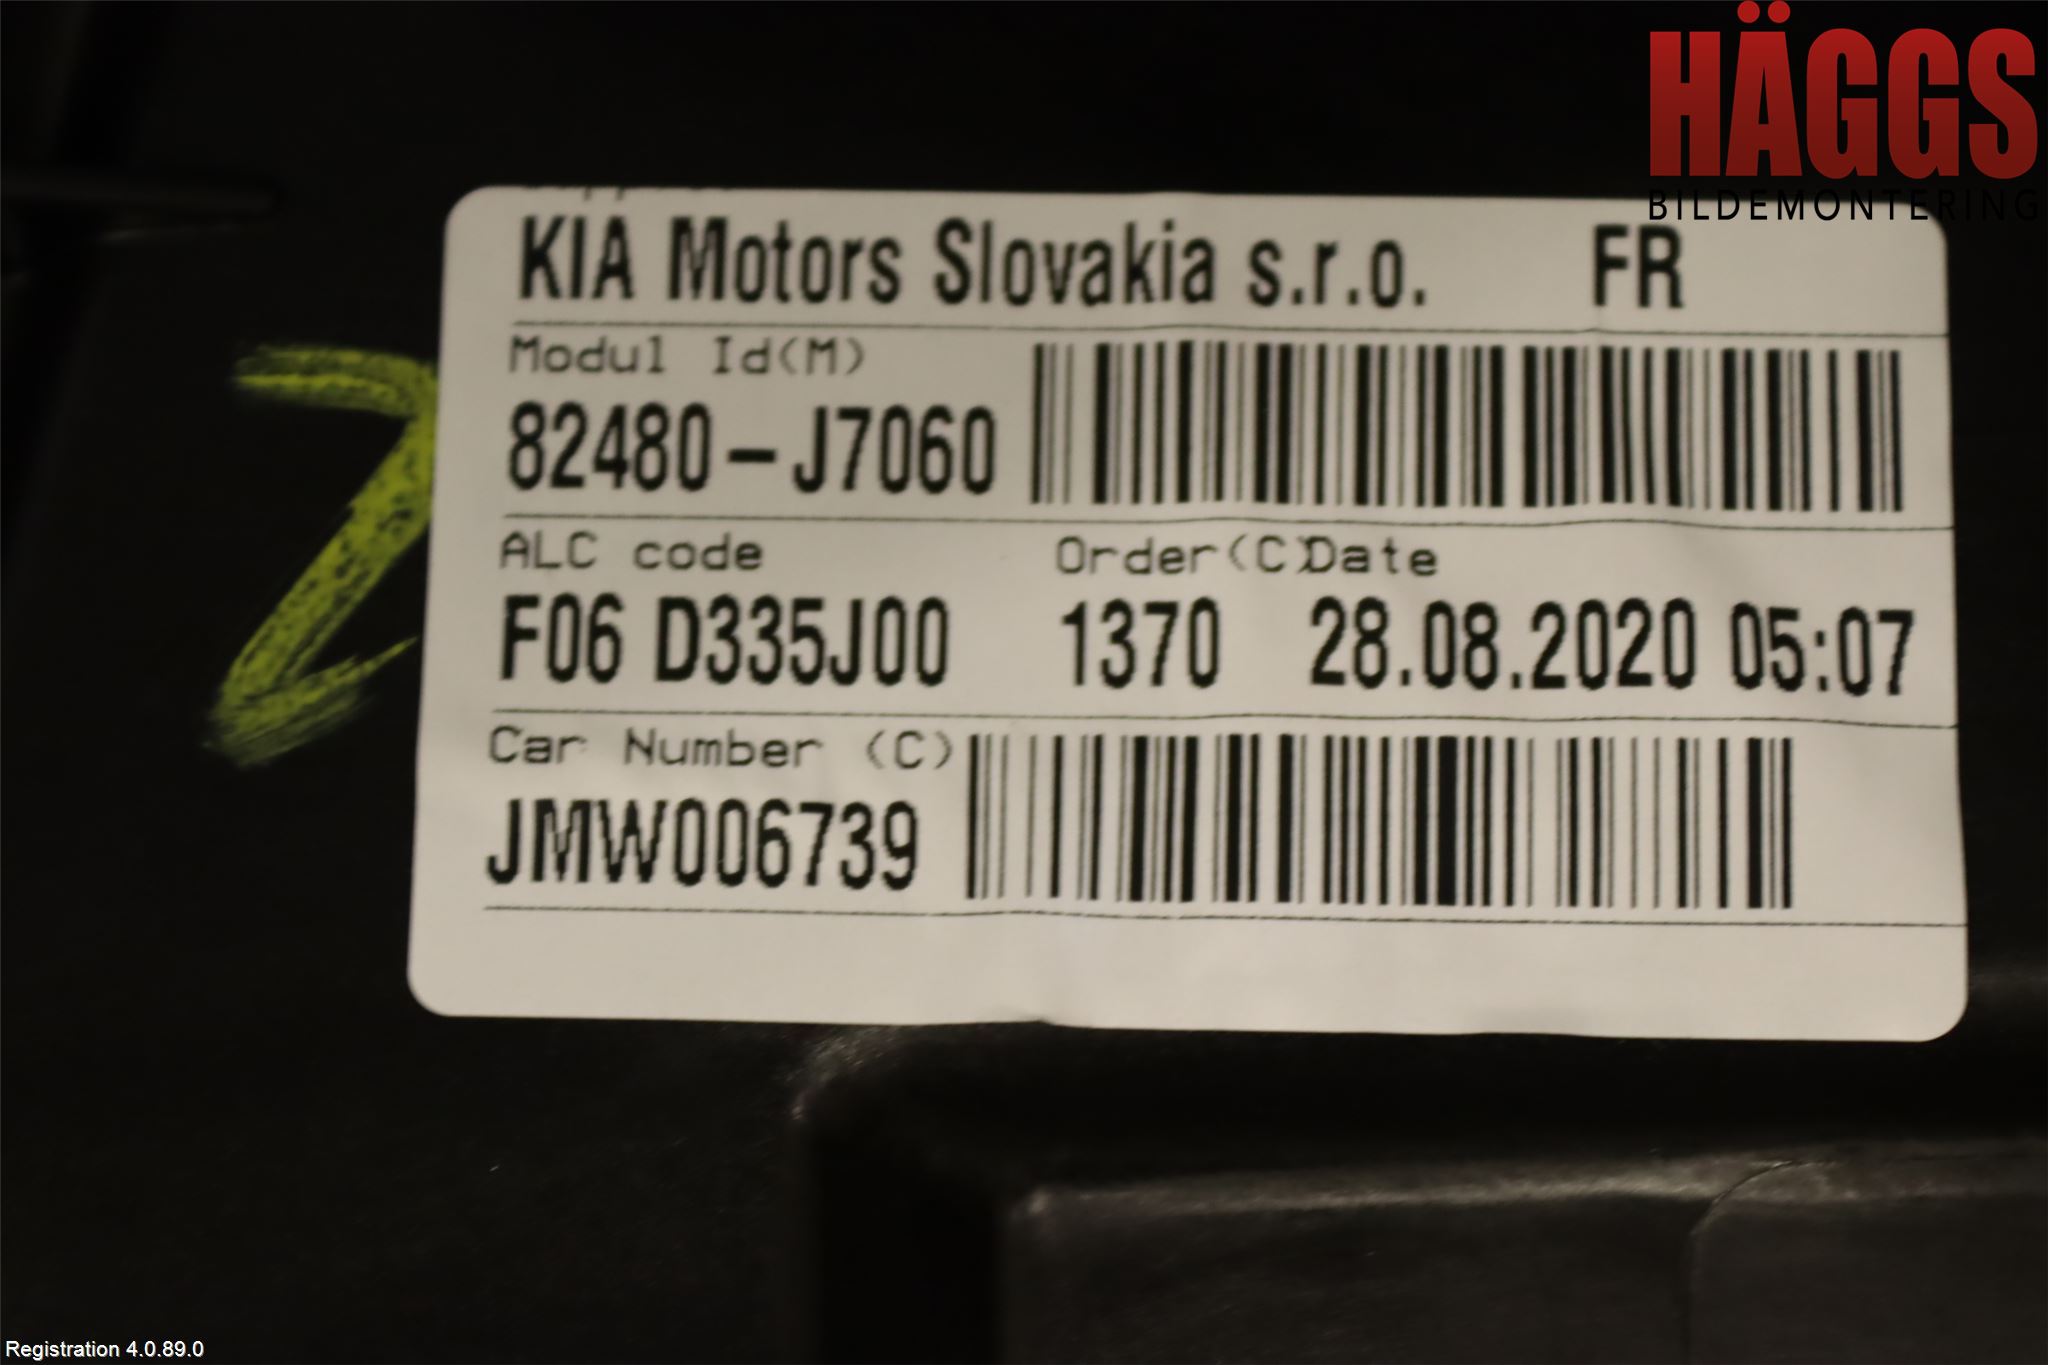 HÄGGS
BILDEMONTERING
KIA Motors Slovakia s.r.o. FR
Modul Id(M)
82480-J7060
ALC code Order(C)Date
F06 D335J00 1370 28.08.2020 05:07
Car Number (C)
JMW006739
Registration 4.0.89.0